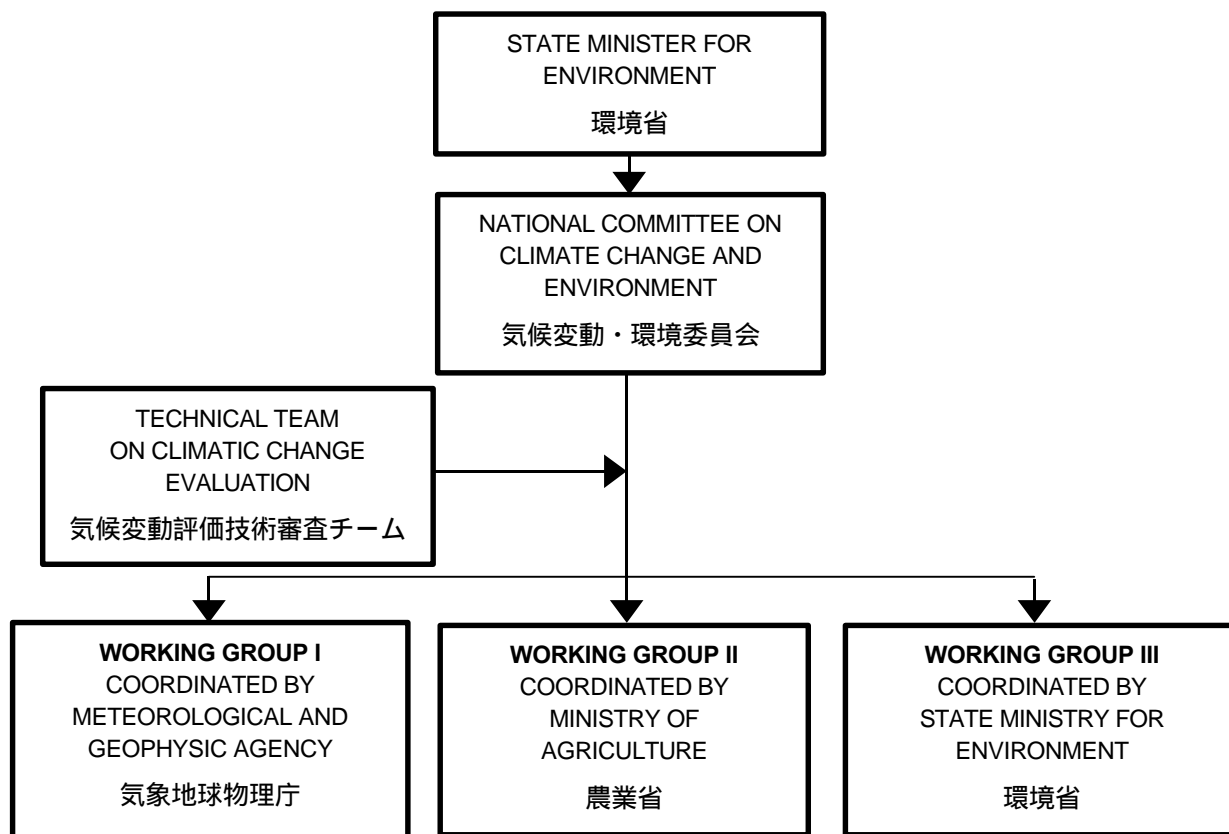 STATE MINISTER FOR
ENVIRONMENT
環境省
NATIONAL COMMITTEE ON
CLIMATE CHANGE AND
ENVIRONMENT
気候変動・環境委員会
TECHNICAL TEAM
ON CLIMATIC CHANGE
EVALUATION
気候変動評価技術審査チーム
WORKING GROUP I
COORDINATED BY
METEOROLOGICAL AND
GEOPHYSIC AGENCY
気象地球物理庁
WORKING GROUP II
COORDINATED BY
MINISTRY OF
AGRICULTURE
農業省
WORKING GROUP III
COORDINATED BY
STATE MINISTRY FOR
ENVIRONMENT
環境省